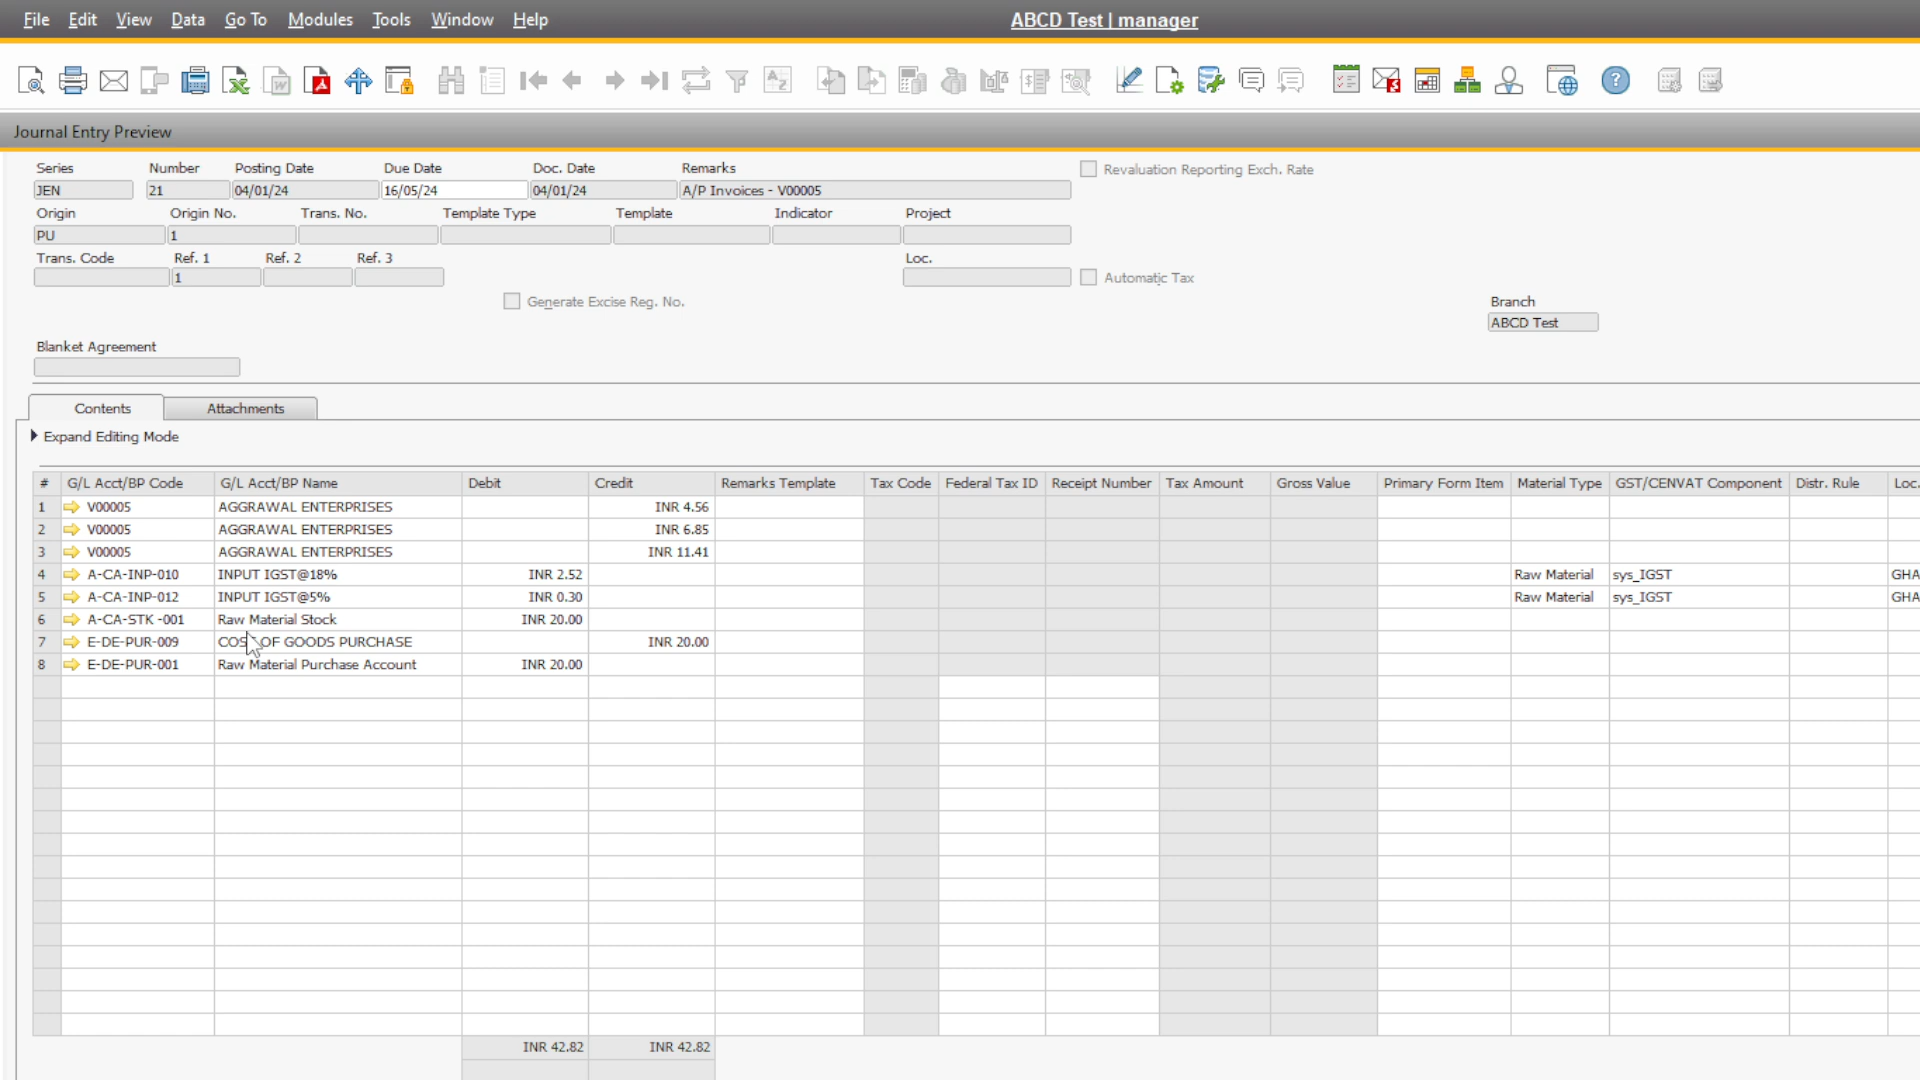 File Edit View Data Go To Modules Tools Window Help ABCD Test | manager
Journal Entry Preview
Series Number Posting Date Due Date Doc. Date Remarks Revaluation Reporting Exch. Rate
JEN 21 04/01/24 16/05/24 04/01/24 A/P Invoices - V00005
Origin Origin No. Trans. No. Template Type Template Indicator Project
PU 1
Trans. Code Ref. 1 Ref. 2 Ref. 3 Loc.
1 Automatic Tax
Generate Excise Reg. No. Branch
ABCD Test
Blanket Agreement
Contents Attachments
Expand Editing Mode
# G/L Acct/BP Code G/L Acct/BP Name Debit Credit Remarks Template Tax Code Federal Tax ID Receipt Number Tax Amount Gross Value Primary Form Item Material Type GST/CENVAT Component Distr. Rule Loc.
1 V00005 AGGRAWAL ENTERPRISES INR 4.56
2 V00005 AGGRAWAL ENTERPRISES INR 6.85
3 V00005 AGGRAWAL ENTERPRISES INR 11.41
4 A-CA-INP-010 INPUT IGST@18% INR 2.52 Raw Material sys_IGST GHA
5 A-CA-INP-012 INPUT IGST@5% INR 0.30 Raw Material sys_IGST GHA
6 A-CA-STK -001 Raw Material Stock INR 20.00
7 E-DE-PUR-009 COST OF GOODS PURCHASE INR 20.00
8 E-DE-PUR-001 Raw Material Purchase Account INR 20.00
INR 42.82 INR 42.82